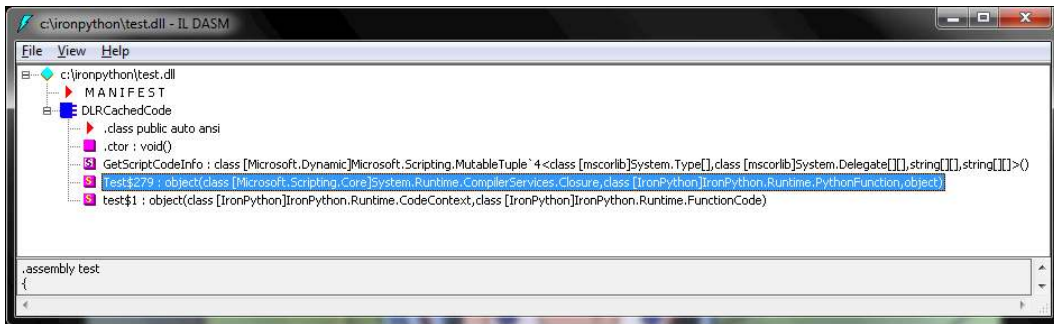 c:\ironpython\test.dll - IL DASM
File View Help
c:\ironpython\test.dll
M A N I F E S T
DLRCachedCode
.class public auto ansi
.ctor : void()
GetScriptCodeInfo : class [Microsoft.Dynamic]Microsoft.Scripting.MutableTuple`4<class [mscorlib]System.Type[],class [mscorlib]System.Delegate[][],string[][],string[][]>()
Test$279 : object(class [Microsoft.Scripting.Core]System.Runtime.CompilerServices.Closure,class [IronPython]IronPython.Runtime.PythonFunction,object)
test$1 : object(class [IronPython]IronPython.Runtime.CodeContext,class [IronPython]IronPython.Runtime.FunctionCode)
.assembly test
{